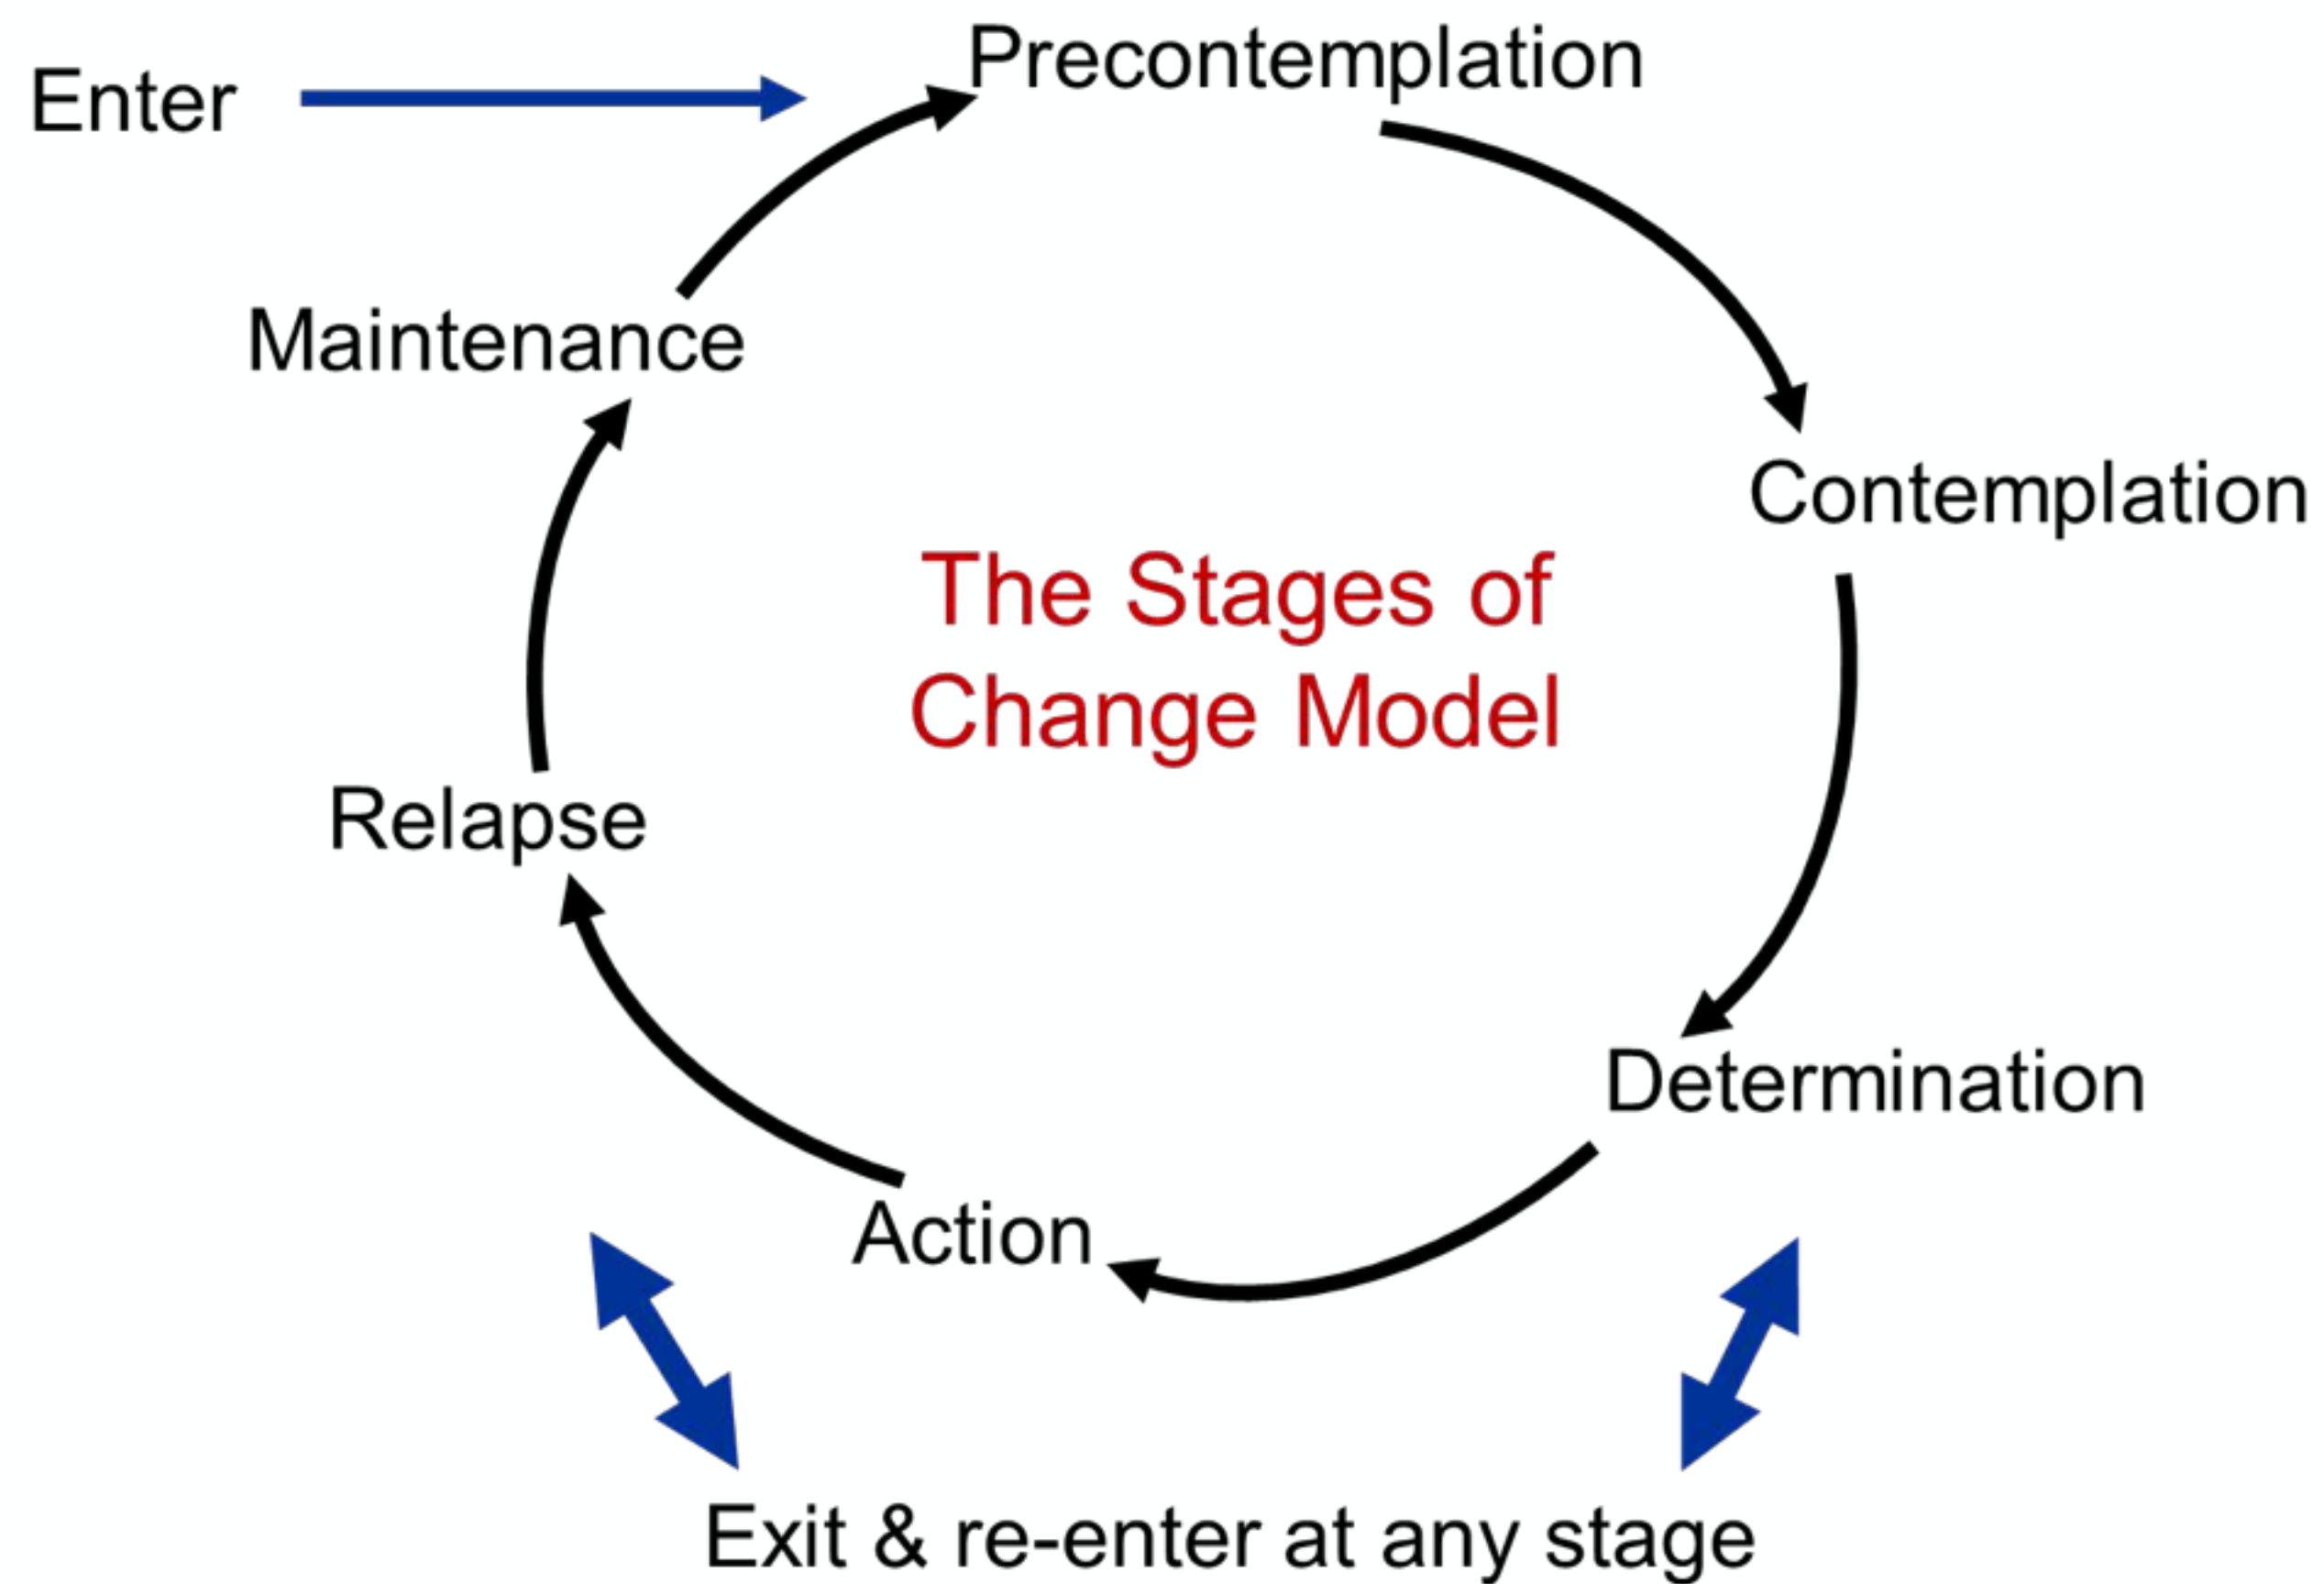 Enter
Precontemplation
Maintenance
Contemplation
The Stages of
Change Model
Relapse
Determination
Action
Exit & re-enter at any stage